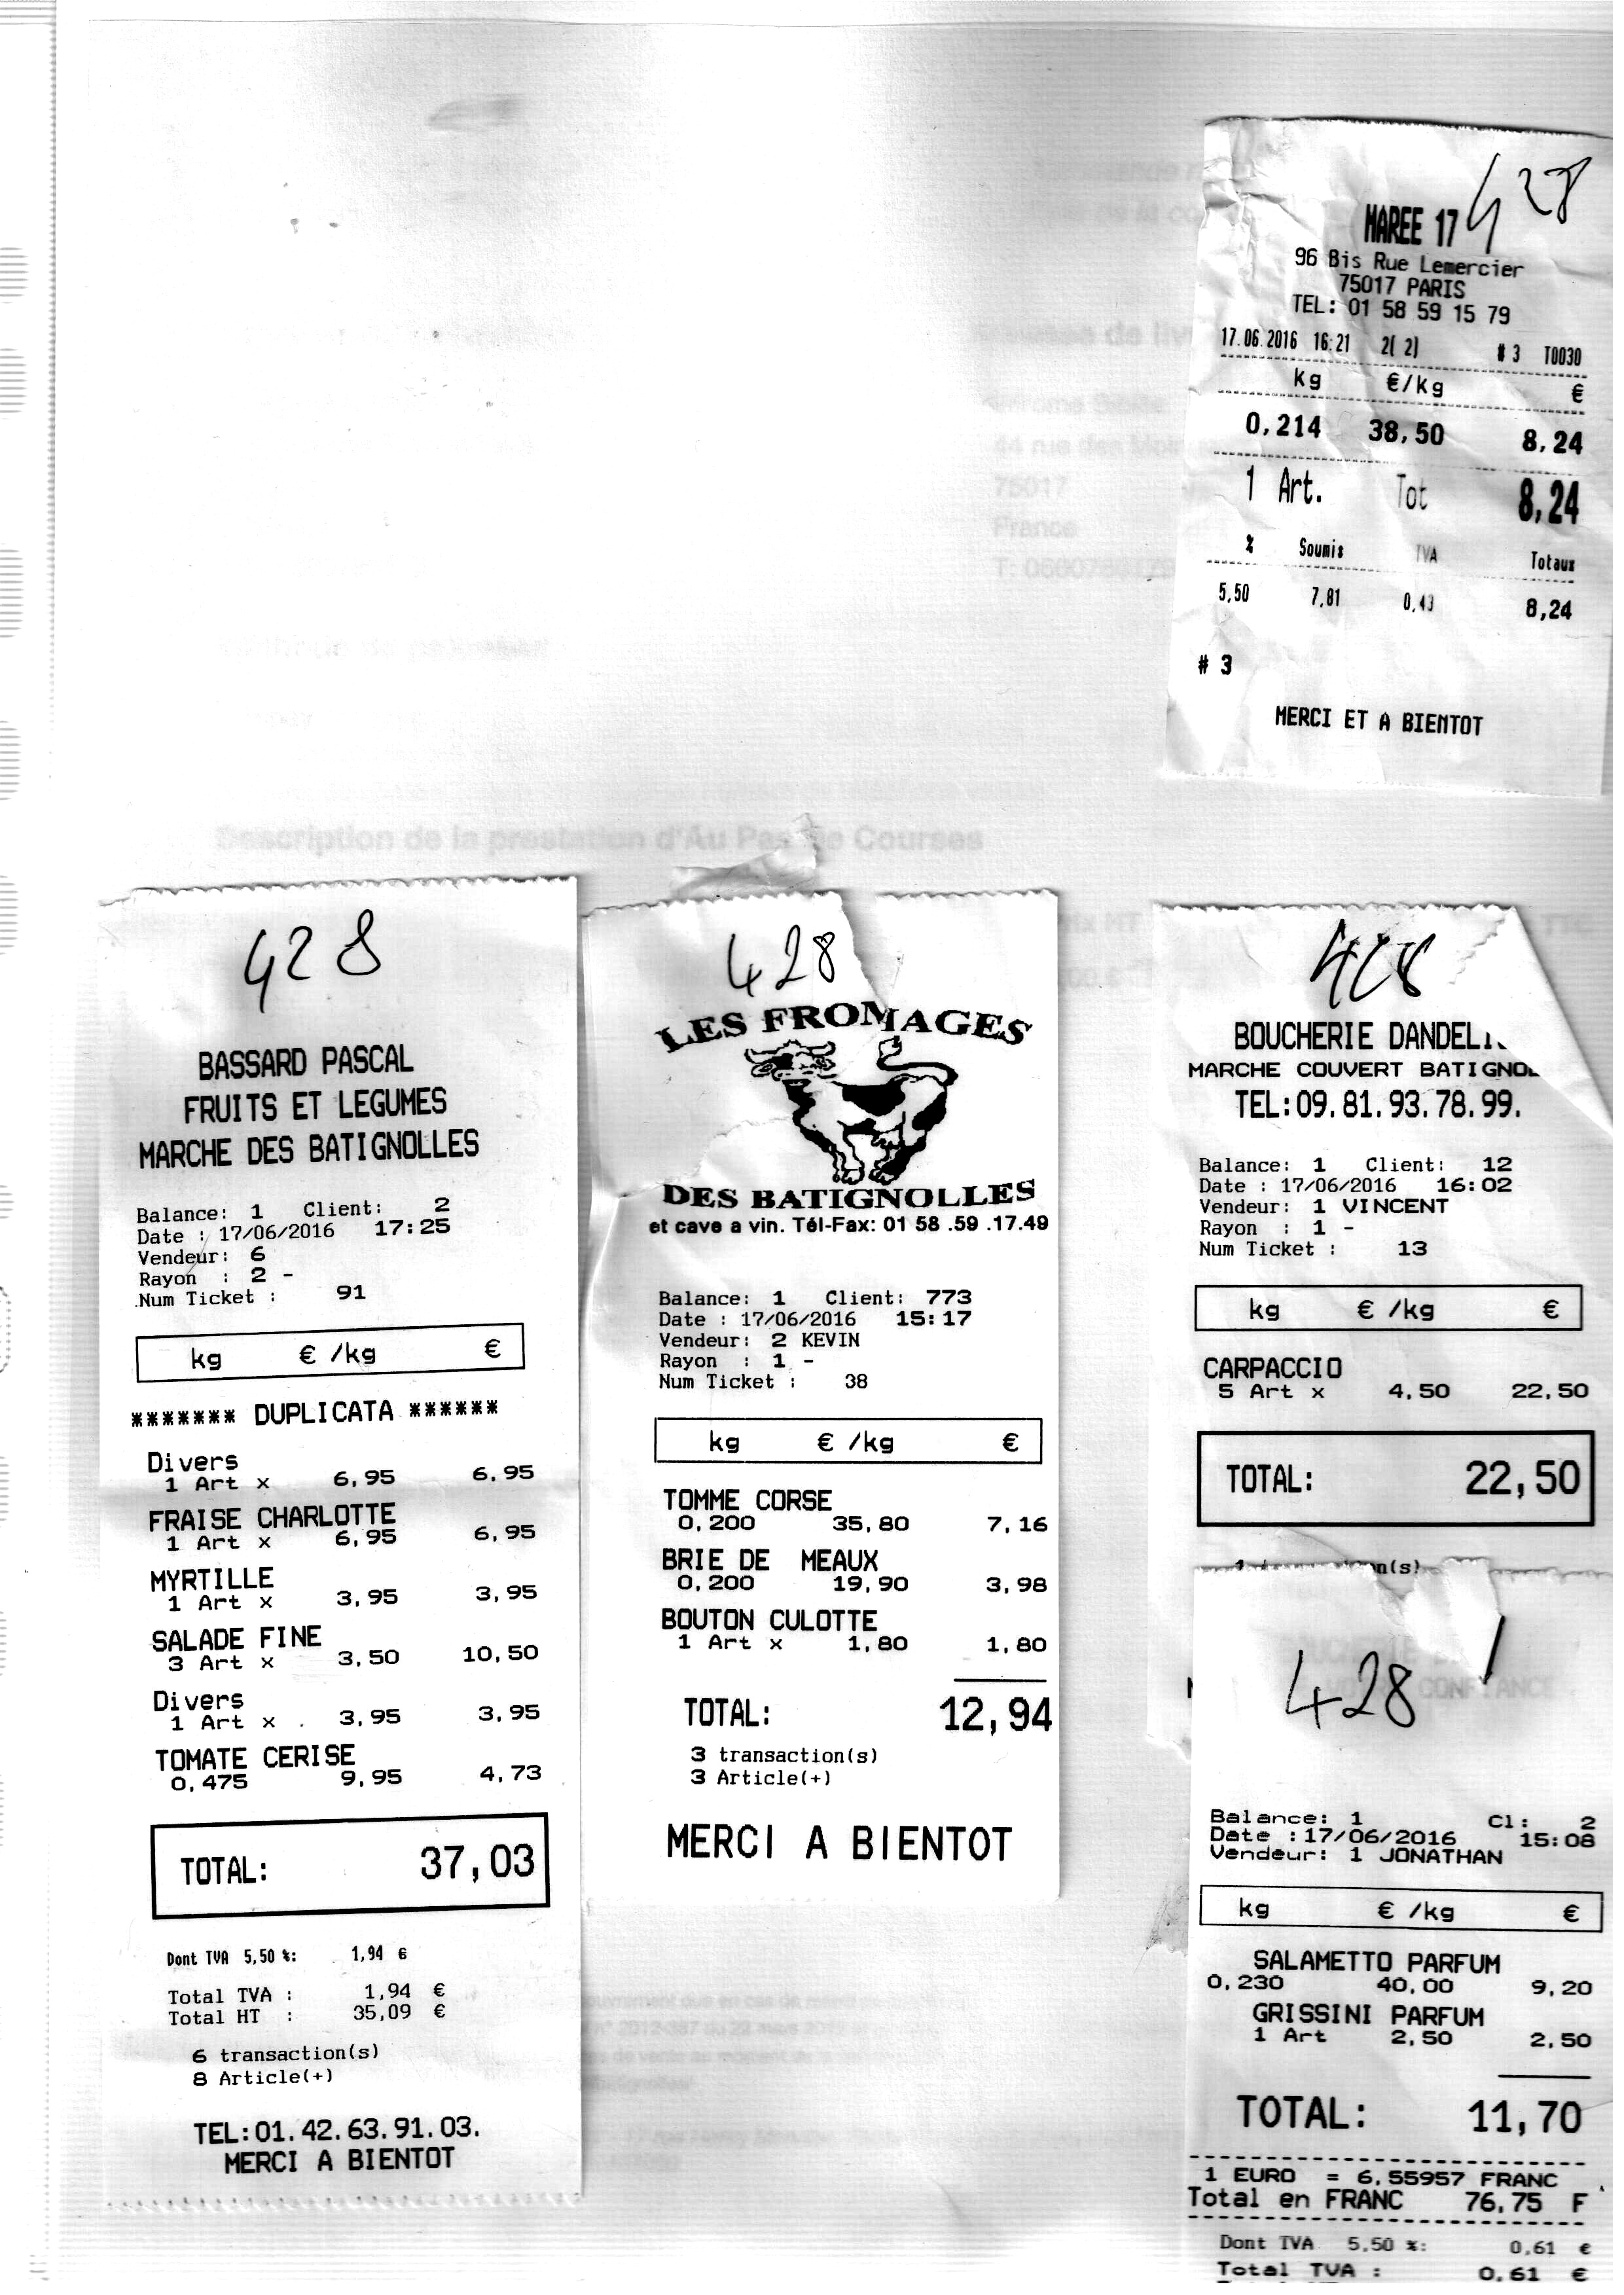 428
MAREE 17
96 Bis Rue Lemercier
75017 PARIS
TEL: 01 58 59 15 79
17.06.2016 16:21 2( 2) # 3 T0030
kg €/kg €
0,214 38,50 8,24
1 Art. Tot 8,24
% Soumis TVA Totaux
5,50 7,81 0,43 8,24
# 3
MERCI ET A BIENTOT
Description de la prestation d'Au Pas De Courses
428
BASSARD PASCAL
FRUITS ET LEGUMES
MARCHE DES BATIGNOLLES
Balance: 1 Client: 2
Date : 17/06/2016 17:25
Vendeur: 6
Rayon : 2 -
Num Ticket : 91
kg € /kg €
******* DUPLICATA ******
Divers
1 Art x 6,95 6,95
FRAISE CHARLOTTE
1 Art x 6,95 6,95
MYRTILLE
1 Art x 3,95 3,95
SALADE FINE
3 Art x 3,50 10,50
Divers
1 Art x 3,95 3,95
TOMATE CERISE
0,475 9,95 4,73
TOTAL: 37,03
Dont TVA 5,50 %: 1,94 €
Total TVA : 1,94 €
Total HT : 35,09 €
6 transaction(s)
8 Article(+)
TEL:01.42.63.91.03.
MERCI A BIENTOT
428
LES FROMAGES
DES BATIGNOLLES
et cave a vin. Tél-Fax: 01 58 .59 .17.49
Balance: 1 Client: 773
Date : 17/06/2016 15:17
Vendeur: 2 KEVIN
Rayon : 1 -
Num Ticket : 38
kg € /kg €
TOMME CORSE
0,200 35,80 7,16
BRIE DE MEAUX
0,200 19,90 3,98
BOUTON CULOTTE
1 Art x 1,80 1,80
TOTAL: 12,94
3 transaction(s)
3 Article(+)
MERCI A BIENTOT
428
BOUCHERIE DANDELI
MARCHE COUVERT BATIGNOL
TEL:09.81.93.78.99.
Balance: 1 Client: 12
Date : 17/06/2016 16:02
Vendeur: 1 VINCENT
Rayon : 1 -
Num Ticket : 13
kg € /kg €
CARPACCIO
5 Art x 4,50 22,50
TOTAL: 22,50
428
Balance: 1 Cl: 2
Date :17/06/2016 15:08
Vendeur: 1 JONATHAN
kg € /kg €
SALAMETTO PARFUM
0,230 40,00 9,20
GRISSINI PARFUM
1 Art 2,50 2,50
TOTAL: 11,70
1 EURO = 6.55957 FRANC
Total en FRANC 76,75 F
Dont TVA 5.50 %: 0.61 €
Total TVA : 0.61 €